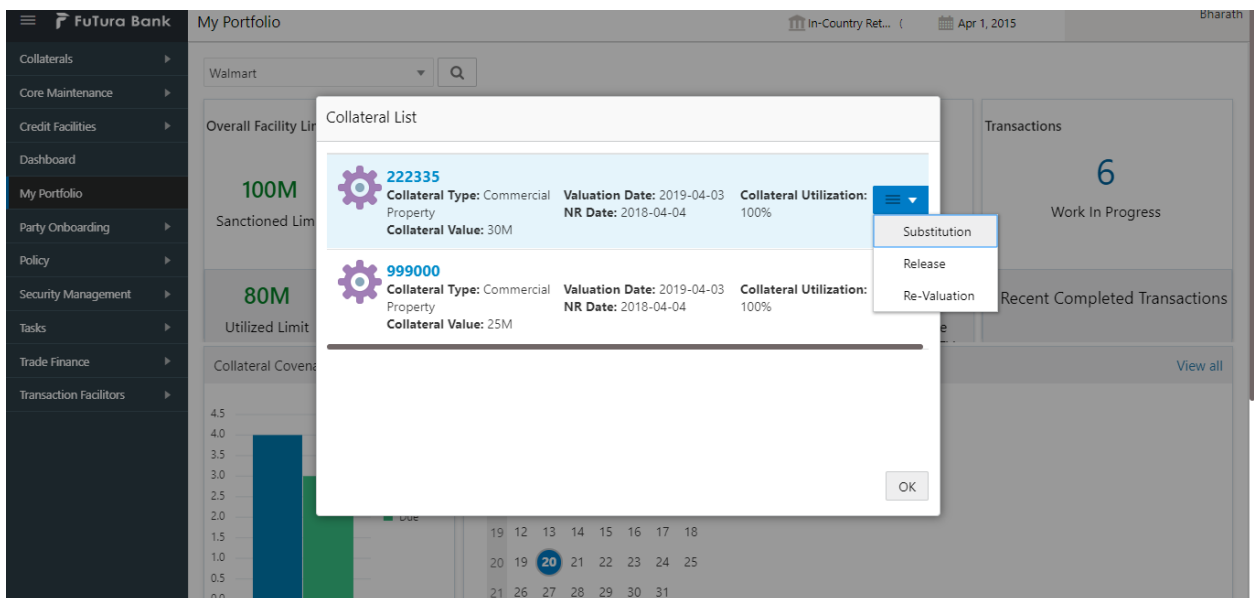 FuTura Bank
My Portfolio
In-Country Ret... (
Apr 1, 2015
Bharath
Collaterals
Core Maintenance
Credit Facilities
Dashboard
My Portfolio
Party Onboarding
Policy
Security Management
Tasks
Trade Finance
Transaction Facilitors
Walmart
Overall Facility Lir
100M
Sanctioned Lim
80M
Utilized Limit
Collateral List
222335
Collateral Type: Commercial Property
Collateral Value: 30M
Valuation Date: 2019-04-03
NR Date: 2018-04-04
Collateral Utilization: 100%
Substitution
Release
Re-Valuation
999000
Collateral Type: Commercial Property
Collateral Value: 25M
Valuation Date: 2019-04-03
NR Date: 2018-04-04
Collateral Utilization: 100%
OK
Transactions
6
Work In Progress
Recent Completed Transactions
Collateral Covena
View all
4.5
4.0
3.5
3.0
2.5
2.0
1.5
1.0
0.5
0.0
Due
19 12 13 14 15 16 17 18
20 19 20 21 22 23 24 25
21 26 27 28 29 30 31